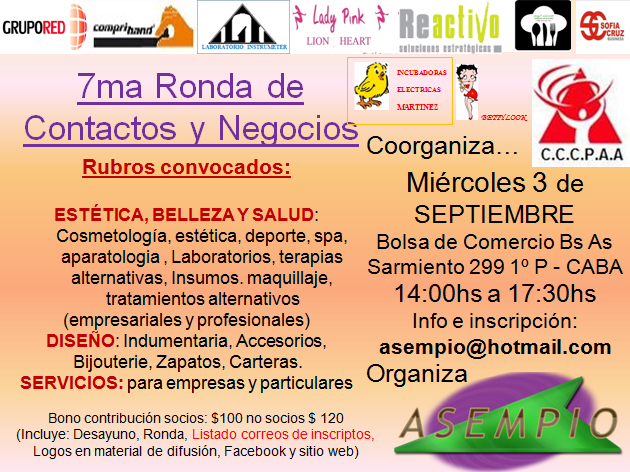 GRUPORED
comprihand
LABORATORIO INSTRUMETER
Lady Pink
LION HEART
Reactivo
soluciones estratégicas
SOFIA
CRUZ
7ma Ronda de
Contactos y Negocios
INCUBADORAS
ELECTRICAS
MARTINEZ
BETTYLOOK
C.C.C.P.A.A
Rubros convocados:
ESTÉTICA, BELLEZA Y SALUD:
Cosmetología, estética, deporte, spa,
aparatologia , Laboratorios, terapias
alternativas, Insumos. maquillaje,
tratamientos alternativos
(empresariales y profesionales)
DISEÑO: Indumentaria, Accesorios,
Bijouterie, Zapatos, Carteras.
SERVICIOS: para empresas y particulares
Bono contribución socios: $100 no socios $ 120
(Incluye: Desayuno, Ronda, Listado correos de inscriptos,
Logos en material de difusión, Facebook y sitio web)
Coorganiza…
Miércoles 3 de
SEPTIEMBRE
Bolsa de Comercio Bs As
Sarmiento 299 1º P - CABA
14:00hs a 17:30hs
Info e inscripción:
asempio@hotmail.com
Organiza
ASEMPIO